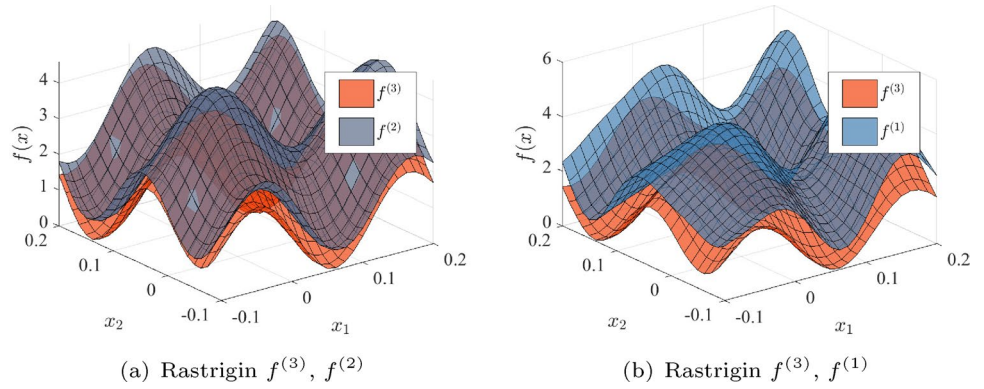 f(x)
4
3
2
1
0
0.2
0.1
0
-0.1
x₂
-0.1
0
0.1
0.2
x₁
f⁽³⁾
f⁽²⁾
(a) Rastrigin f⁽³⁾, f⁽²⁾
f(x)
6
4
2
0
0.2
0.1
0
-0.1
x₂
-0.1
0
0.1
0.2
x₁
f⁽³⁾
f⁽¹⁾
(b) Rastrigin f⁽³⁾, f⁽¹⁾